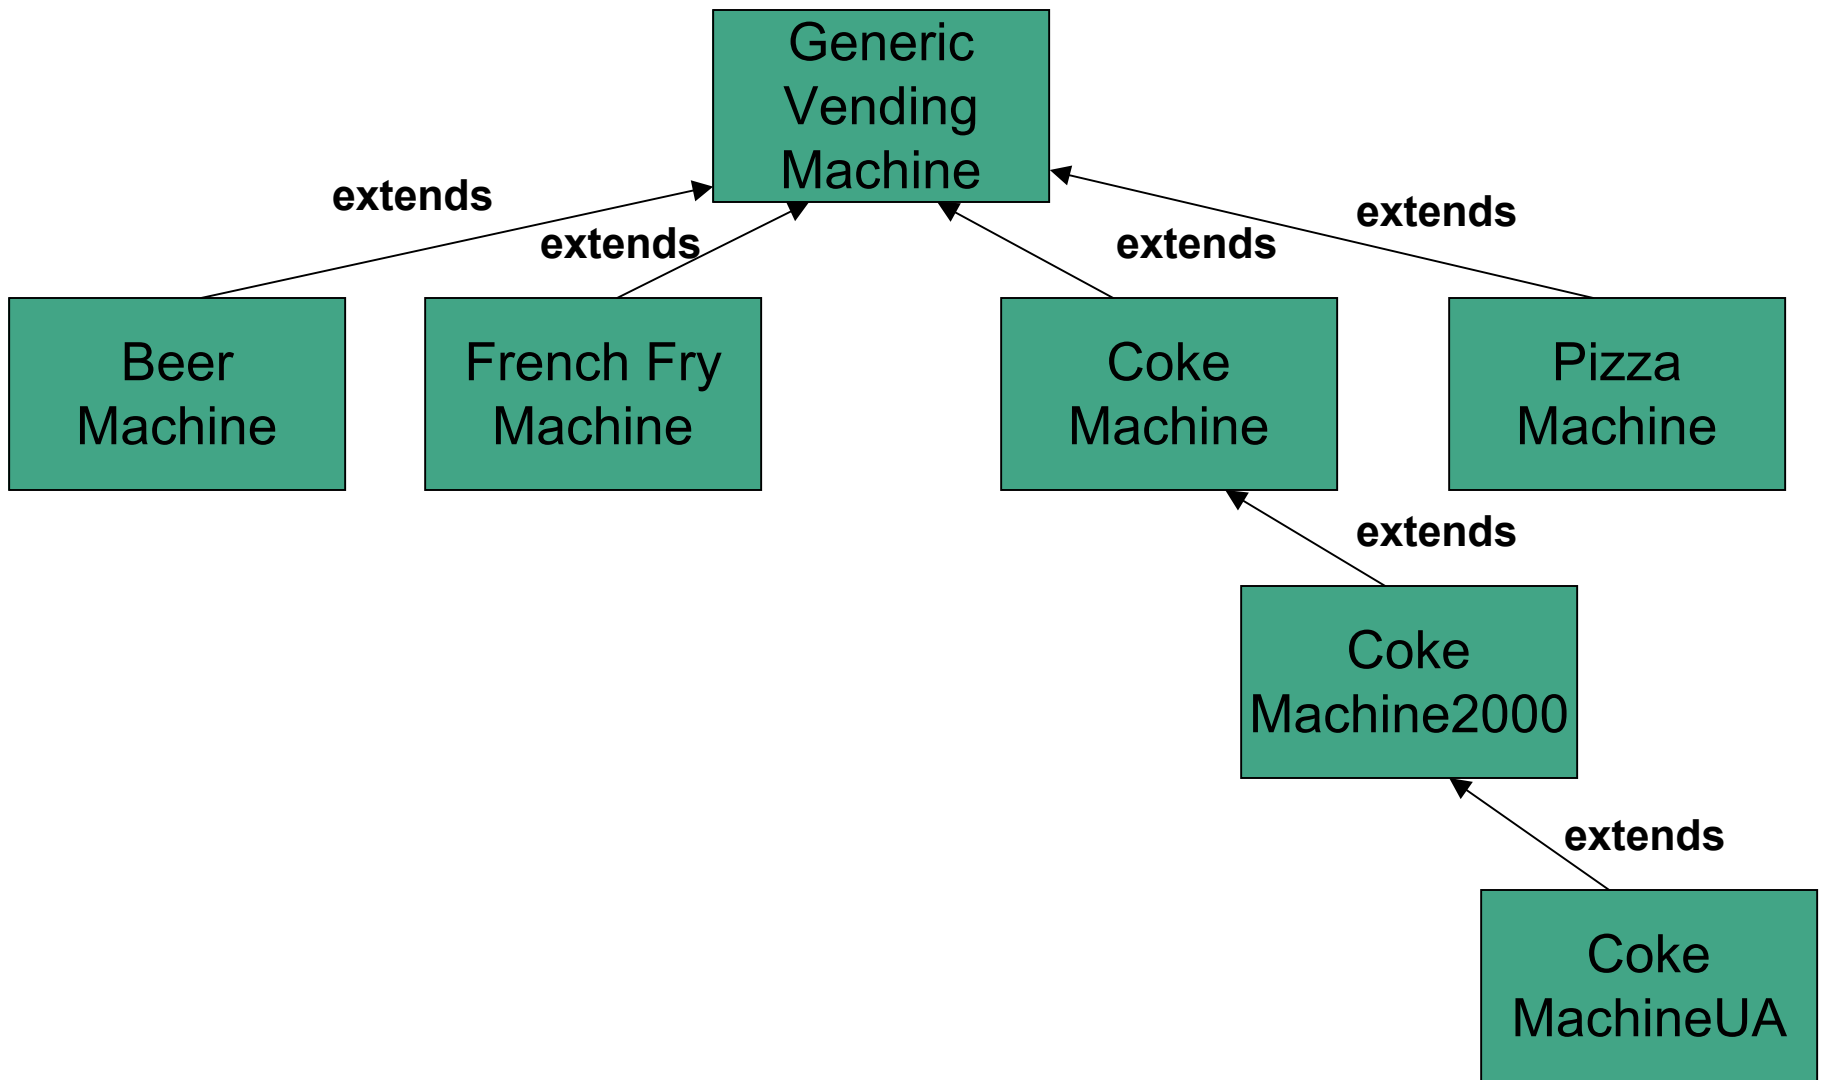 Generic
Vending
Machine
extends
extends
extends
extends
Beer
Machine
French Fry
Machine
Coke
Machine
Pizza
Machine
extends
Coke
Machine2000
extends
Coke
MachineUA